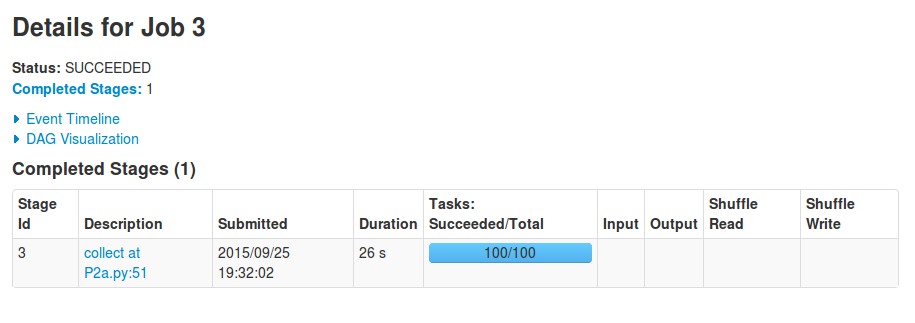 Details for Job 3
Status: SUCCEEDED
Completed Stages: 1
Event Timeline
DAG Visualization
Completed Stages (1)
Stage Id Description Submitted Duration Tasks: Succeeded/Total Input Output Shuffle Read Shuffle Write
3 collect at P2a.py:51 2015/09/25 19:32:02 26 s 100/100